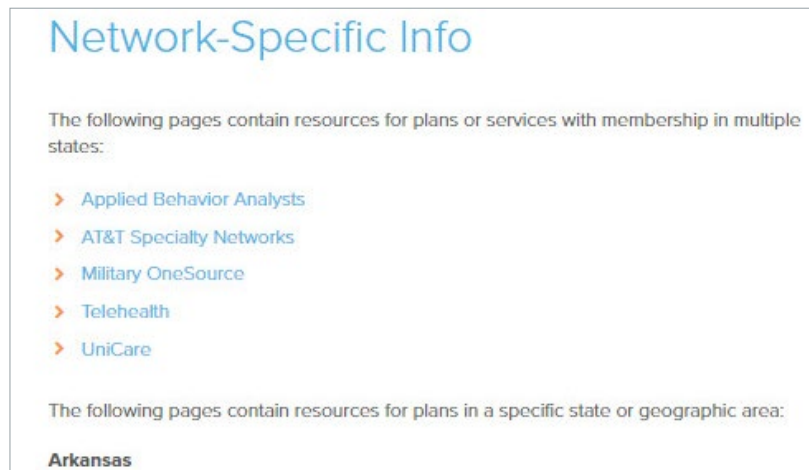 Network-Specific Info
The following pages contain resources for plans or services with membership in multiple
states:
Applied Behavior Analysts
AT&T Specialty Networks
Military OneSource
Telehealth
UniCare
The following pages contain resources for plans in a specific state or geographic area:
Arkansas